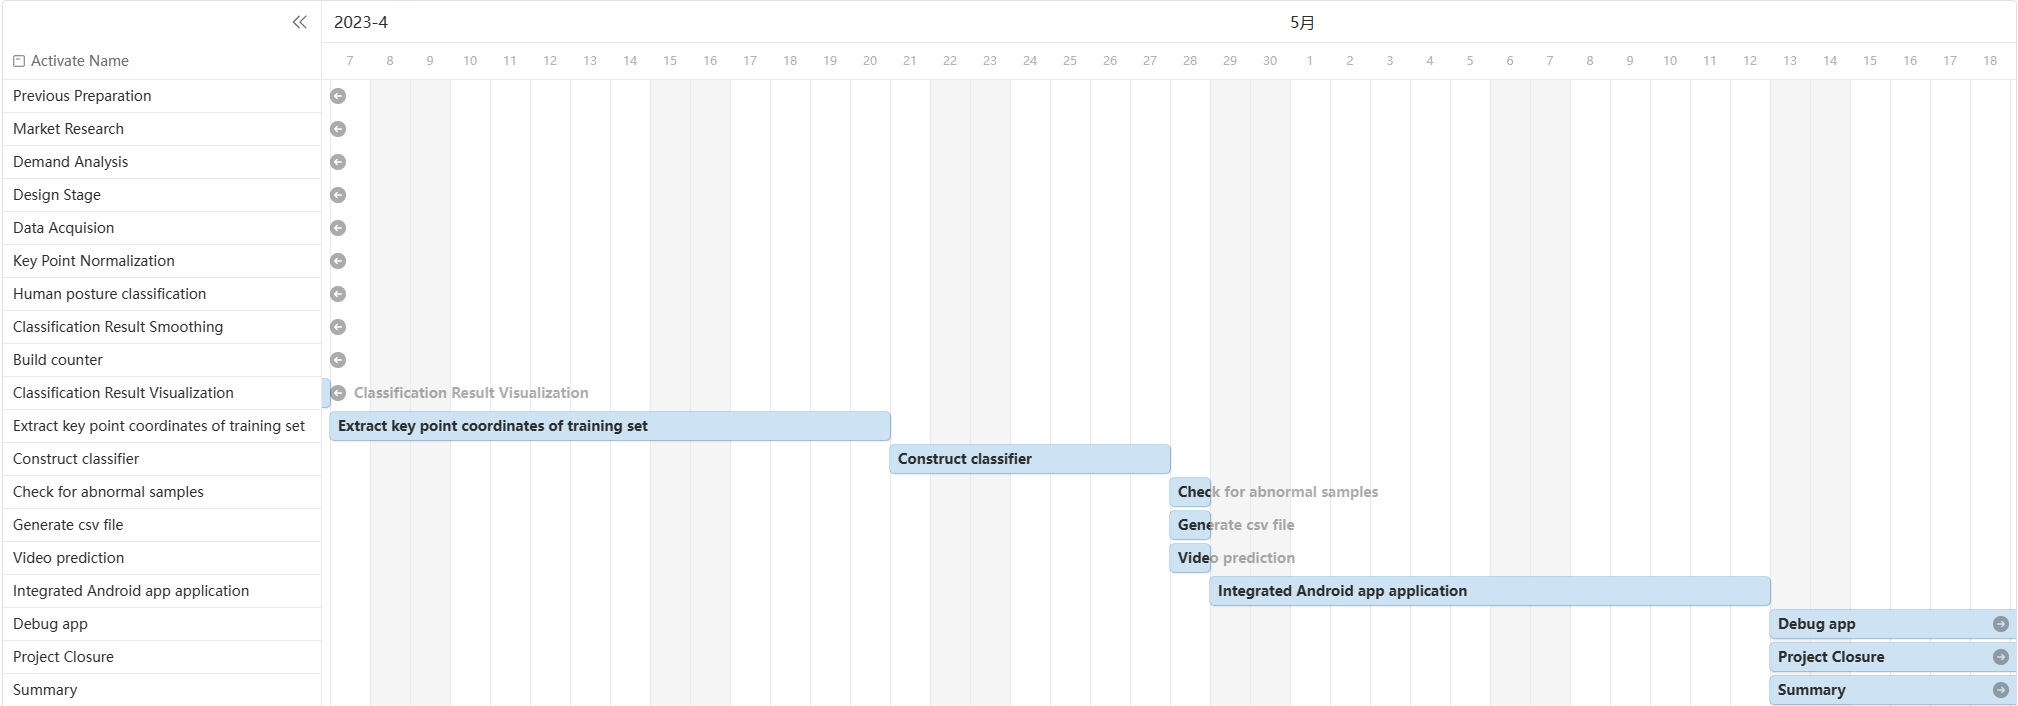 2023-4 5月
Activate Name 7 8 9 10 11 12 13 14 15 16 17 18 19 20 21 22 23 24 25 26 27 28 29 30 1 2 3 4 5 6 7 8 9 10 11 12 13 14 15 16 17 18
Previous Preparation
Market Research
Demand Analysis
Design Stage
Data Acquision
Key Point Normalization
Human posture classification
Classification Result Smoothing
Build counter
Classification Result Visualization Classification Result Visualization
Extract key point coordinates of training set Extract key point coordinates of training set
Construct classifier Construct classifier
Check for abnormal samples Check for abnormal samples
Generate csv file Generate csv file
Video prediction Video prediction
Integrated Android app application Integrated Android app application
Debug app Debug app
Project Closure Project Closure
Summary Summary